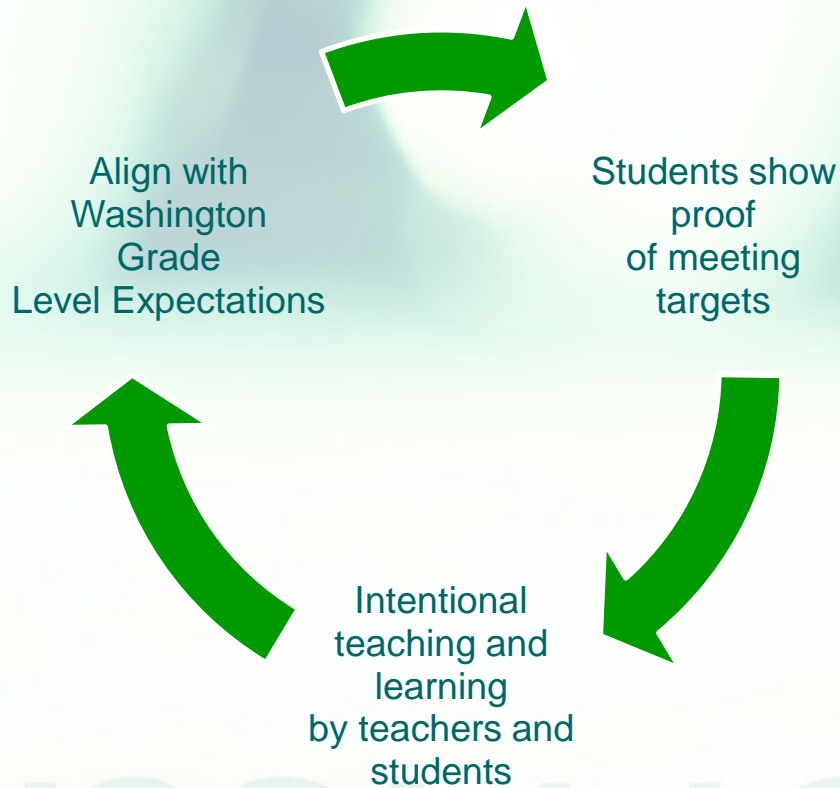 Align with
Washington
Grade
Level Expectations
Students show
proof
of meeting
targets
Intentional
teaching and
learning
by teachers and
students